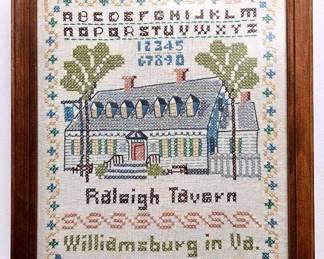 ABCDEFGHIJKLM
NOPQRSTUVWXYZ
12345
67890
Raleigh Tavern
Williamsburg in Va.